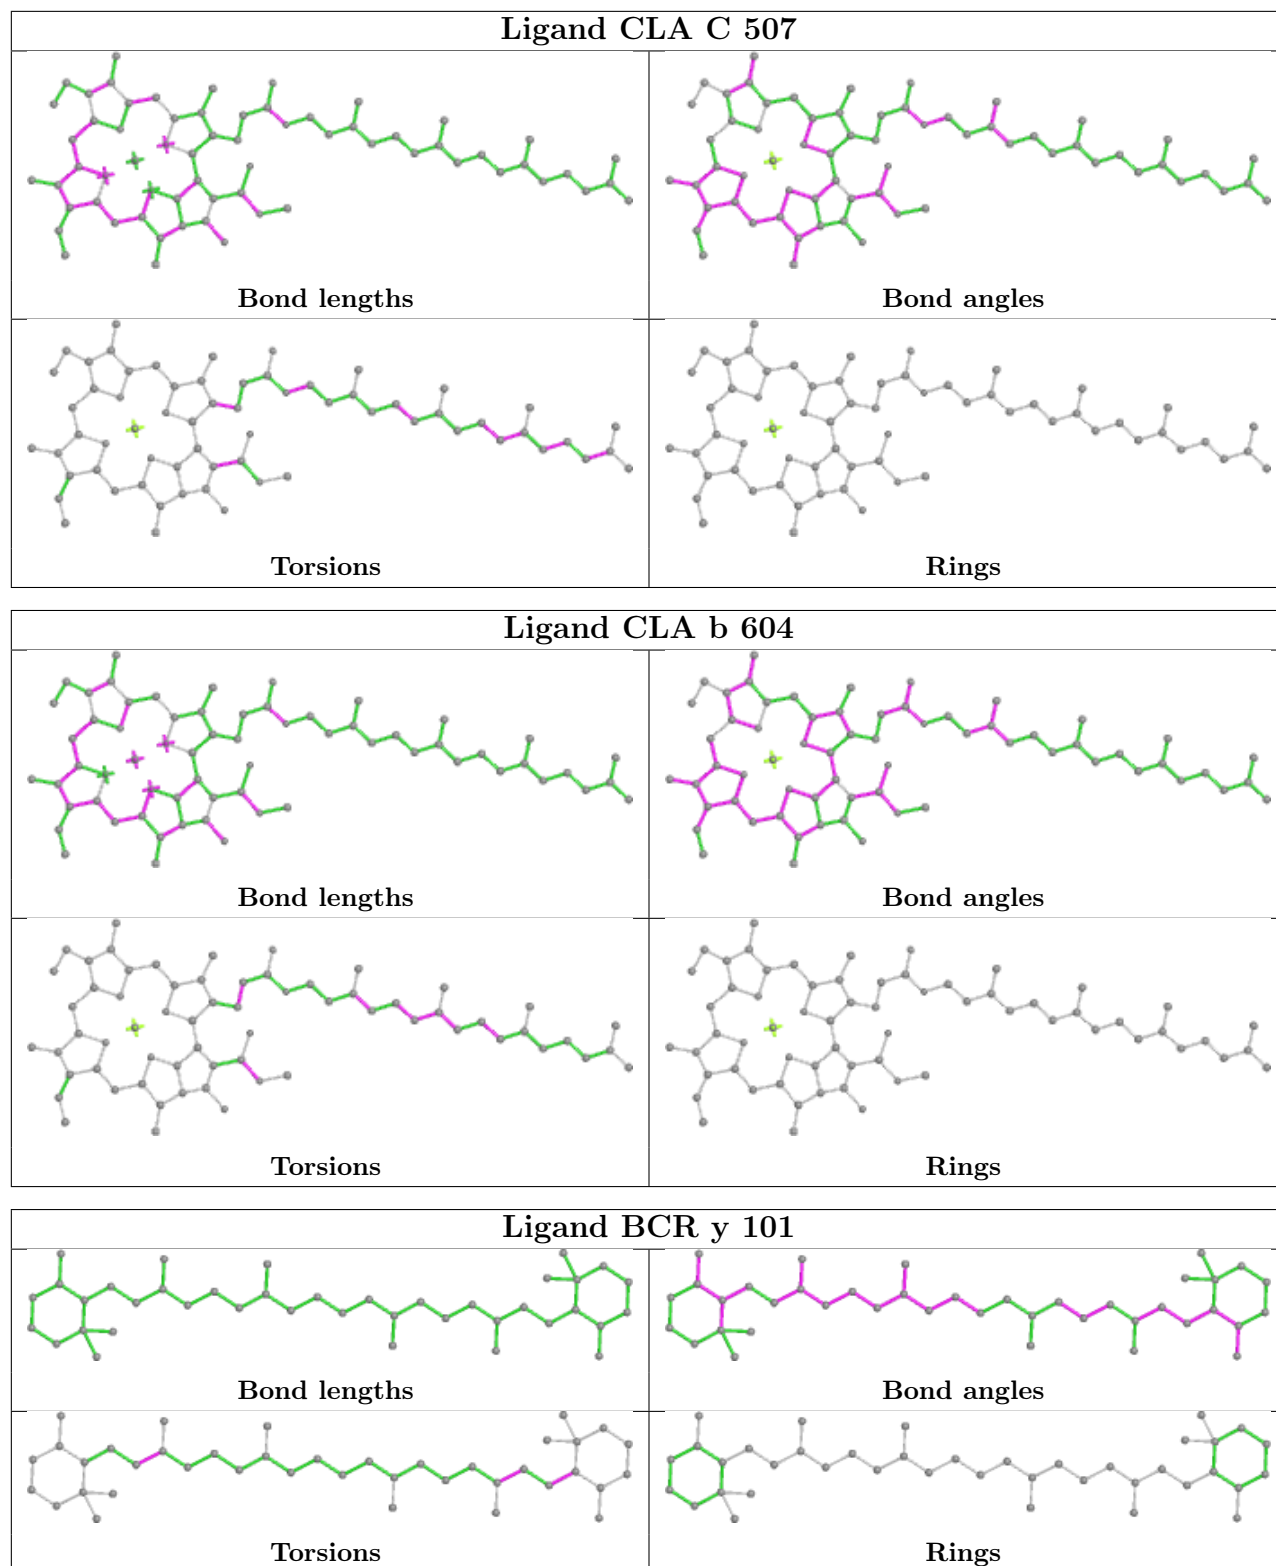 Ligand CLA C 507
Bond lengths
Bond angles
Torsions
Rings
Ligand CLA b 604
Bond lengths
Bond angles
Torsions
Rings
Ligand BCR y 101
Bond lengths
Bond angles
Torsions
Rings